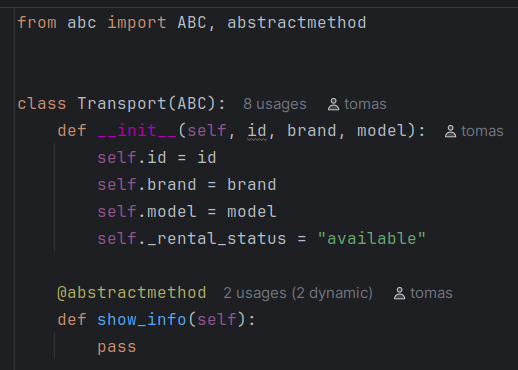 from abc import ABC, abstractmethod
class Transport(ABC): 8 usages tomas
def __init__(self, id, brand, model): tomas
self.id = id
self.brand = brand
self.model = model
self._rental_status = "available"
@abstractmethod 2 usages (2 dynamic) tomas
def show_info(self):
pass